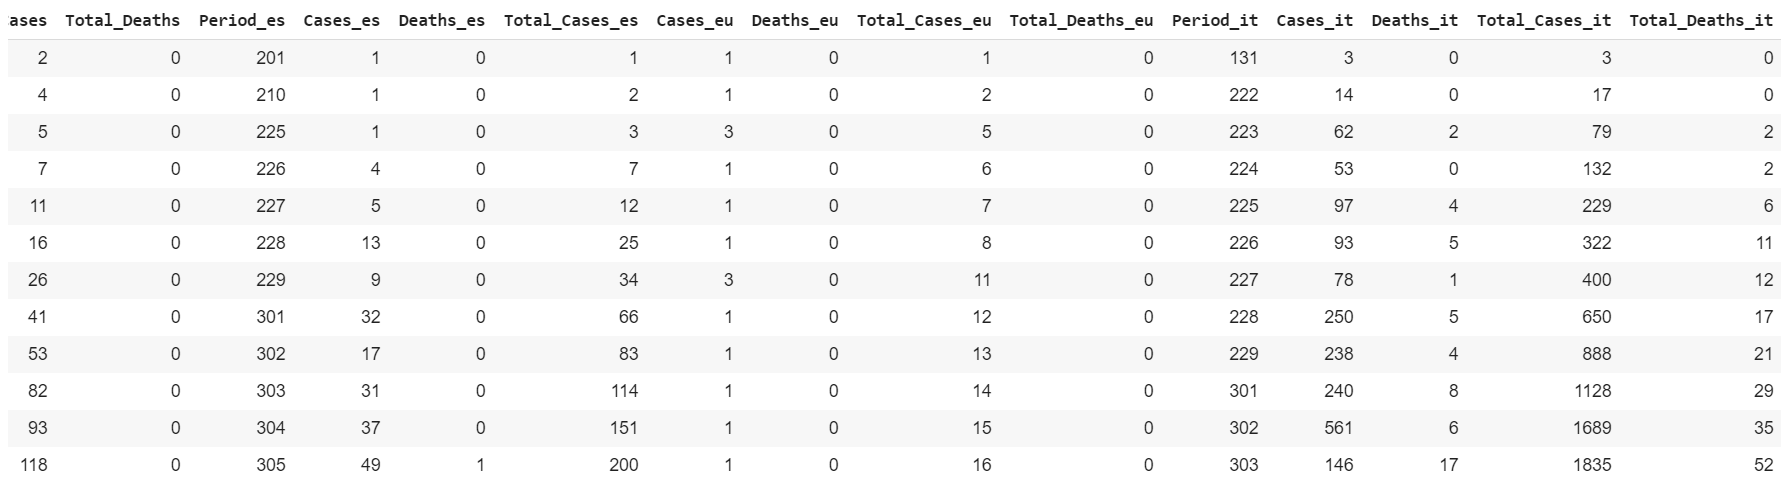 ases Total_Deaths Period_es Cases_es Deaths_es Total_Cases_es Cases_eu Deaths_eu Total_Cases_eu Total_Deaths_eu Period_it Cases_it Deaths_it Total_Cases_it Total_Deaths_it
2 0 201 1 0 1 1 0 1 0 131 3 0 3 0
4 0 210 1 0 2 1 0 2 0 222 14 0 17 0
5 0 225 1 0 3 3 0 5 0 223 62 2 79 2
7 0 226 4 0 7 1 0 6 0 224 53 0 132 2
11 0 227 5 0 12 1 0 7 0 225 97 4 229 6
16 0 228 13 0 25 1 0 8 0 226 93 5 322 11
26 0 229 9 0 34 3 0 11 0 227 78 1 400 12
41 0 301 32 0 66 1 0 12 0 228 250 5 650 17
53 0 302 17 0 83 1 0 13 0 229 238 4 888 21
82 0 303 31 0 114 1 0 14 0 301 240 8 1128 29
93 0 304 37 0 151 1 0 15 0 302 561 6 1689 35
118 0 305 49 1 200 1 0 16 0 303 146 17 1835 52